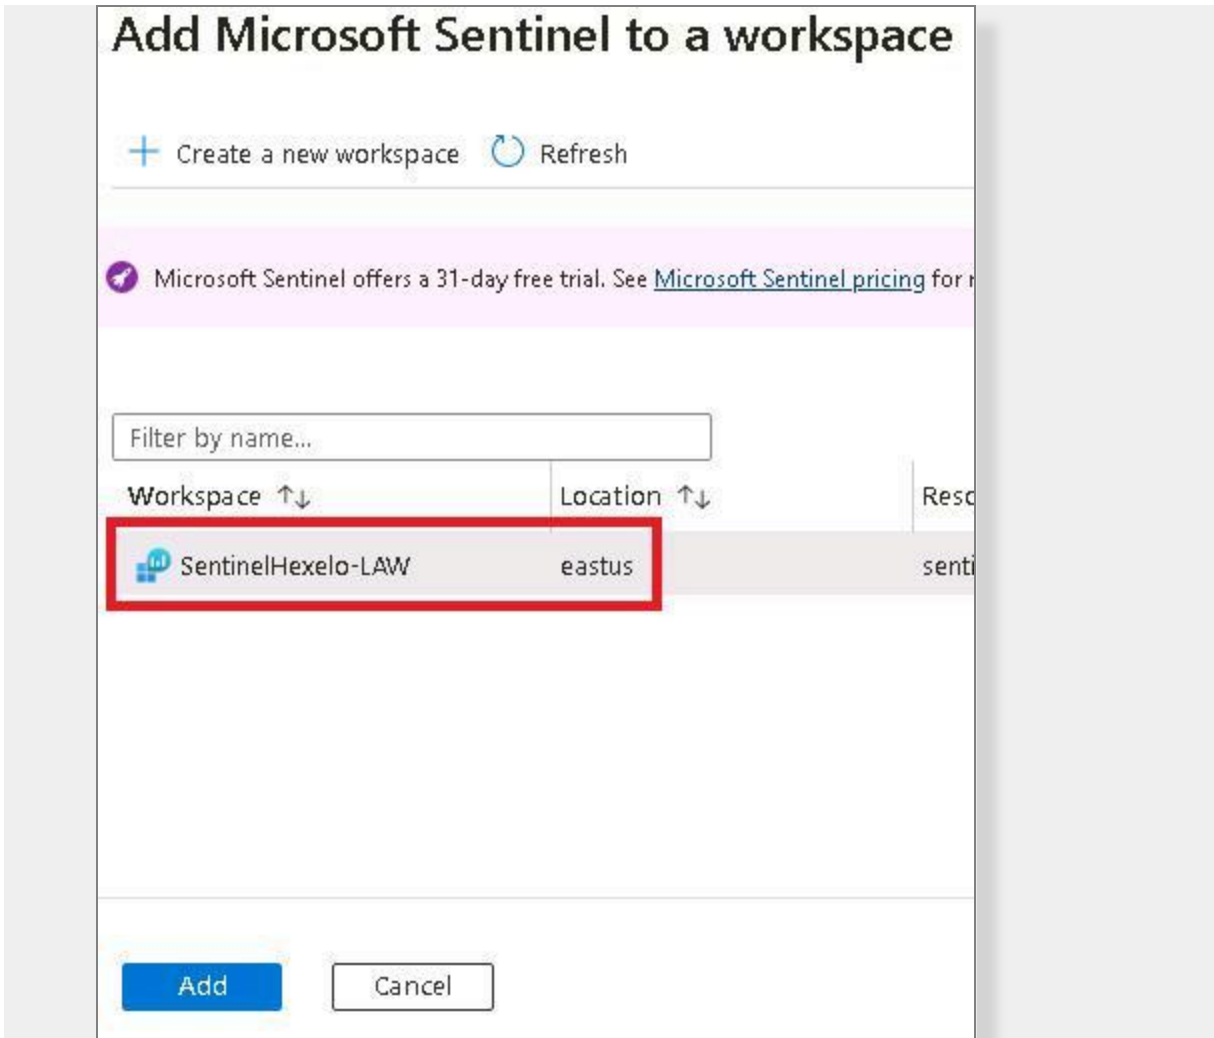 Add Microsoft Sentinel to a workspace
Create a new workspace Refresh
Microsoft Sentinel offers a 31-day free trial. See Microsoft Sentinel pricing for
Filter by name...
Workspace Location
SentinelHexelo-LAW eastus
Add Cancel